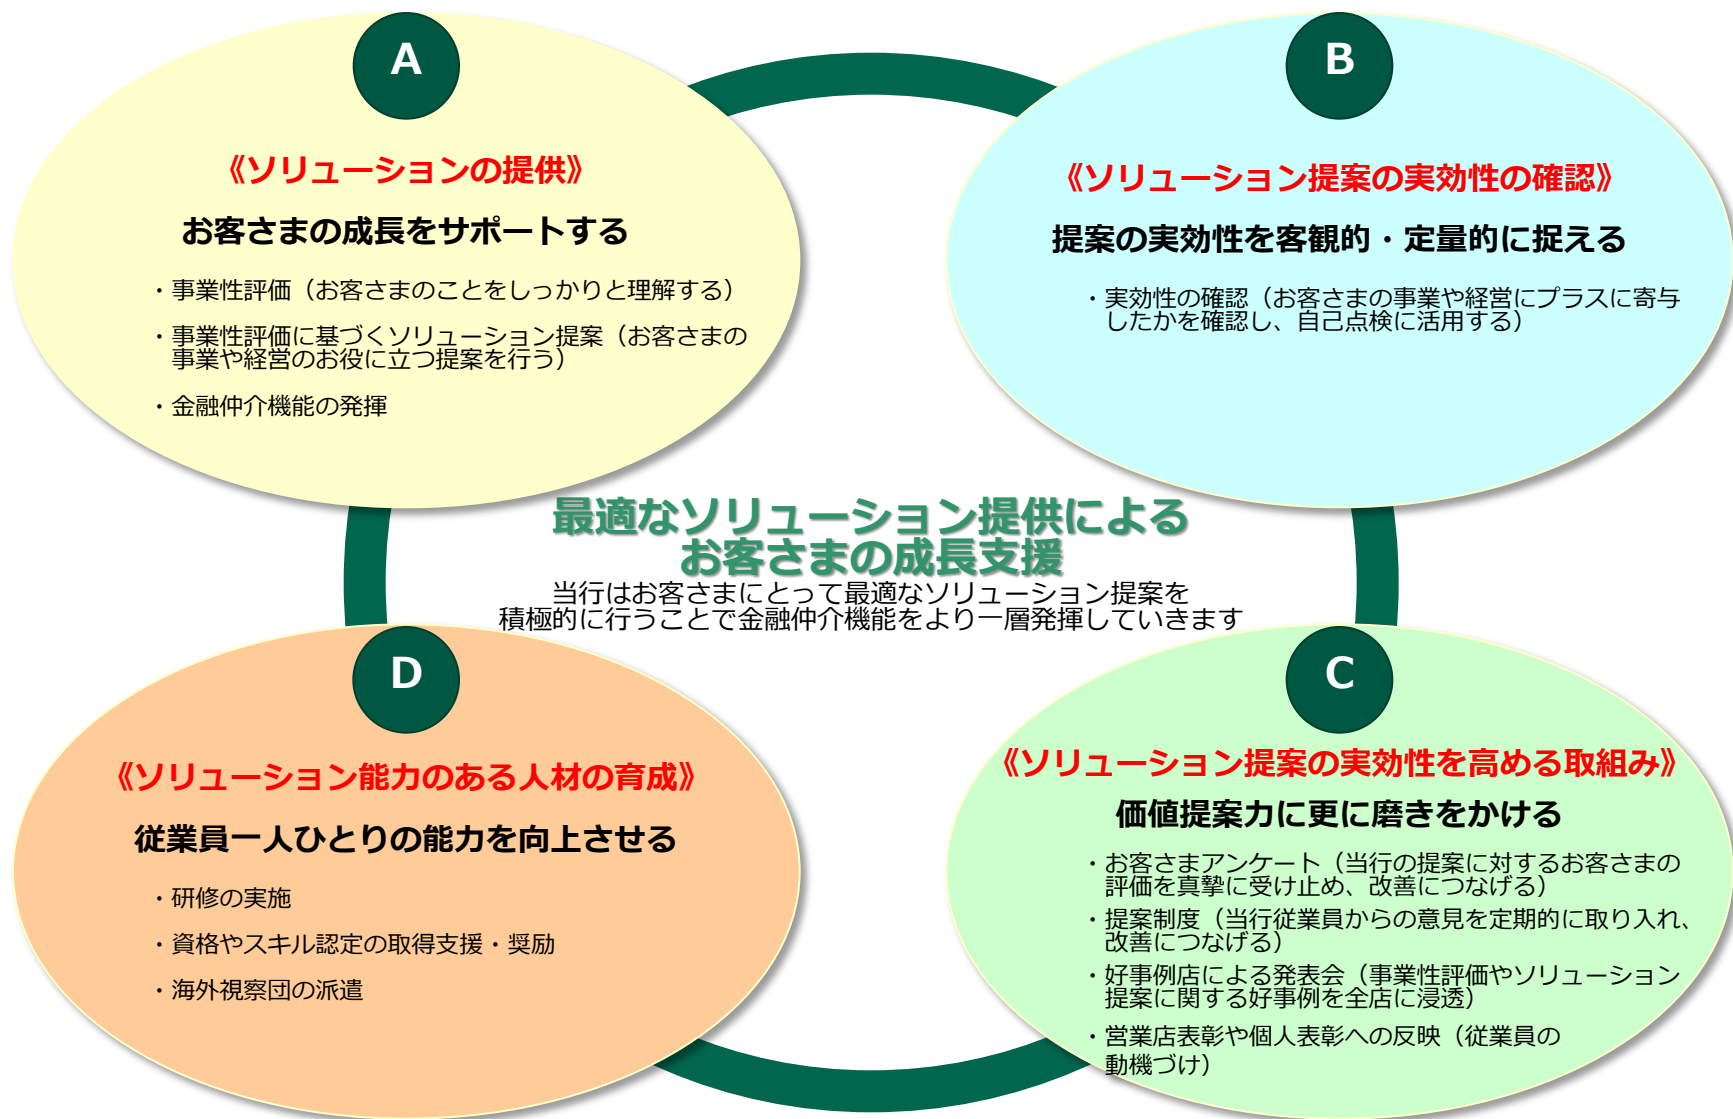 A
《ソリューションの提供》
お客さまの成長をサポートする
・事業性評価（お客さまのことをしっかりと理解する）
・事業性評価に基づくソリューション提案（お客さまの
事業や経営のお役に立つ提案を行う）
・金融仲介機能の発揮
B
《ソリューション提案の実効性の確認》
提案の実効性を客観的・定量的に捉える
・実効性の確認（お客さまの事業や経営にプラスに寄与
したかを確認し、自己点検に活用する）
最適なソリューション提供による
お客さまの成長支援
当行はお客さまにとって最適なソリューション提案を
積極的に行うことで金融仲介機能をより一層発揮していきます
D
《ソリューション能力のある人材の育成》
従業員一人ひとりの能力を向上させる
・研修の実施
・資格やスキル認定の取得支援・奨励
・海外視察団の派遣
C
《ソリューション提案の実効性を高める取組み》
価値提案力に更に磨きをかける
・お客さまアンケート（当行の提案に対するお客さまの
評価を真摯に受け止め、改善につなげる）
・提案制度（当行従業員からの意見を定期的に取り入れ、
改善につなげる）
・好事例店による発表会（事業性評価やソリューション
提案に関する好事例を全店に浸透）
・営業店表彰や個人表彰への反映（従業員の
動機づけ）